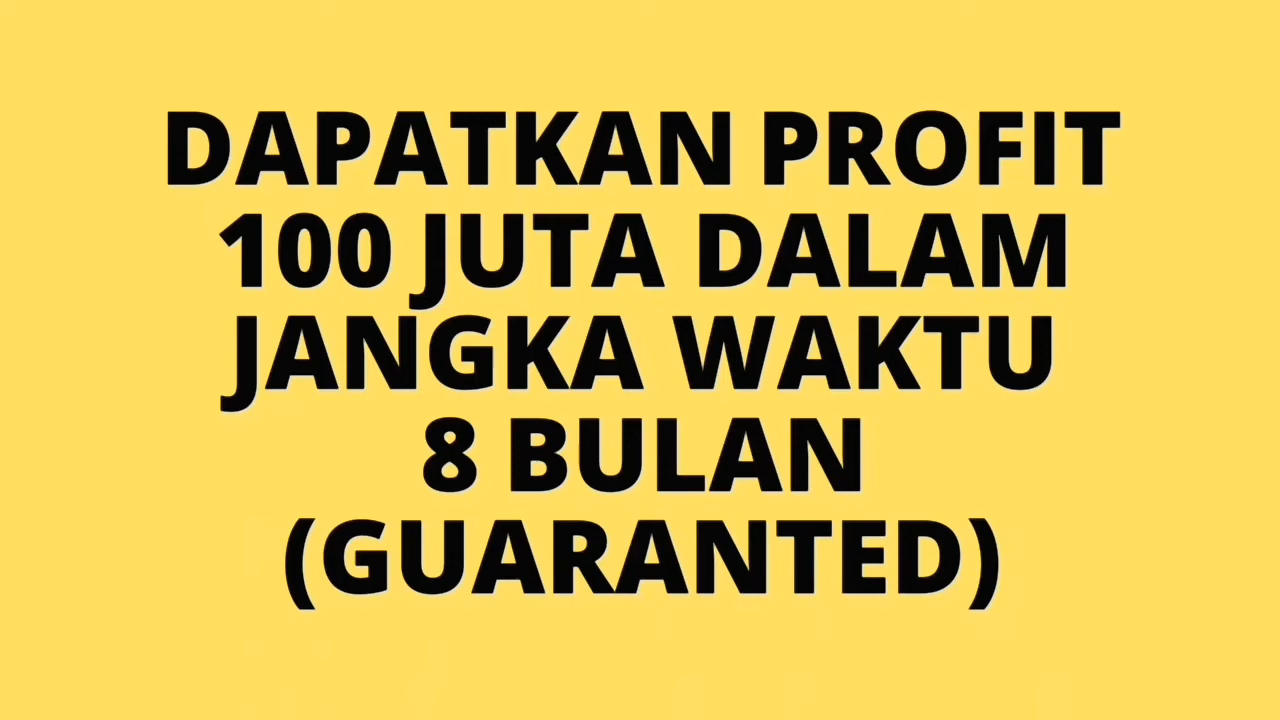 DAPATKAN PROFIT
100 JUTA DALAM
JANGKA WAKTU
8 BULAN
(GUARANTED)